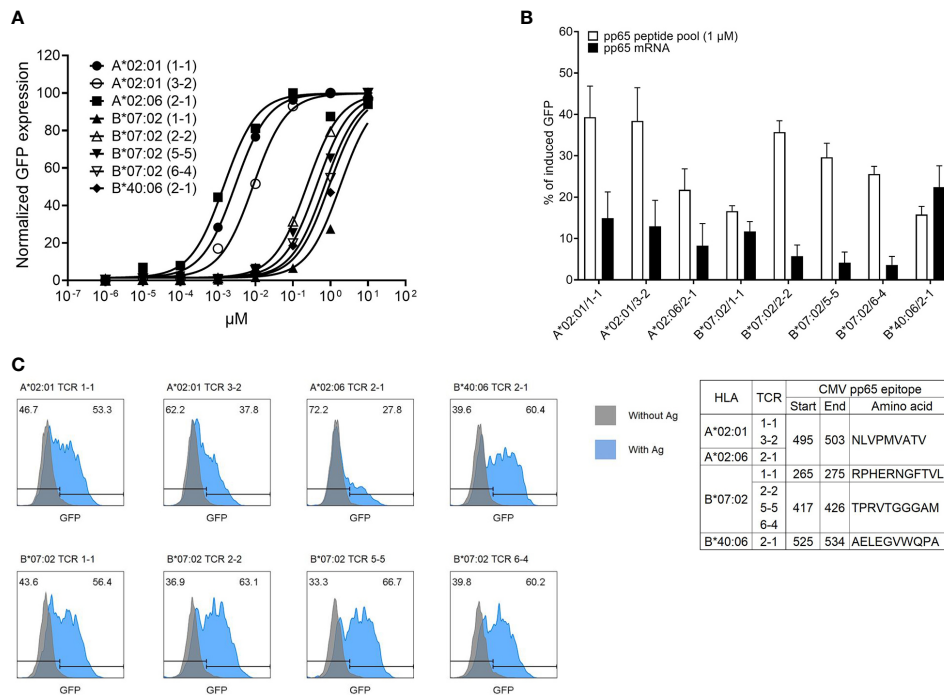 A
Normalized GFP expression
120
100
80
60
40
20
0
A*02:01 (1-1)
A*02:01 (3-2)
A*02:06 (2-1)
B*07:02 (1-1)
B*07:02 (2-2)
B*07:02 (5-5)
B*07:02 (6-4)
B*40:06 (2-1)
10⁻⁷ 10⁻⁶ 10⁻⁵ 10⁻⁴ 10⁻³ 10⁻² 10⁻¹ 10⁰ 10¹ 10²
µM
B
pp65 peptide pool (1 µM)
pp65 mRNA
% of induced GFP
60
50
40
30
20
10
0
A*02:01/1-1
A*02:01/3-2
A*02:06/2-1
B*07:02/1-1
B*07:02/2-2
B*07:02/5-5
B*07:02/6-4
B*40:06/2-1
C
A*02:01 TCR 1-1
46.7 53.3
GFP
A*02:01 TCR 3-2
62.2 37.8
GFP
A*02:06 TCR 2-1
72.2 27.8
GFP
B*40:06 TCR 2-1
39.6 60.4
GFP
Without Ag
With Ag
B*07:02 TCR 1-1
43.6 56.4
GFP
B*07:02 TCR 2-2
36.9 63.1
GFP
B*07:02 TCR 5-5
33.3 66.7
GFP
B*07:02 TCR 6-4
39.8 60.2
GFP
HLA TCR CMV pp65 epitope
Start End Amino acid
A*02:01 1-1
3-2 495 503 NLVPMVATV
A*02:06 2-1
B*07:02 1-1 265 275 RPHERNGFTVL
2-2
5-5 417 426 TPRVTGGGAM
6-4
B*40:06 2-1 525 534 AELEGVWQPA